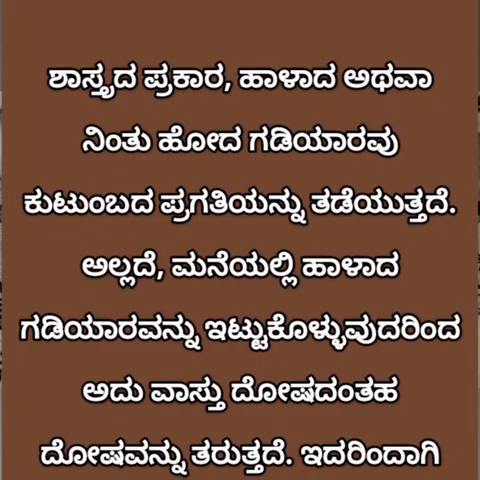 ಶಾಸ್ತ್ರದ ಪ್ರಕಾರ, ಹಾಳಾದ ಅಥವಾ
ನಿಂತು ಹೋದ ಗಡಿಯಾರವು
ಕುಟುಂಬದ ಪ್ರಗತಿಯನ್ನು ತಡೆಯುತ್ತದೆ.
ಅಲ್ಲದೆ, ಮನೆಯಲ್ಲಿ ಹಾಳಾದ
ಗಡಿಯಾರವನ್ನು ಇಟ್ಟುಕೊಳ್ಳುವುದರಿಂದ
ಅದು ವಾಸ್ತು ದೋಷದಂತಹ
ದೋಷವನ್ನು ತರುತ್ತದೆ. ಇದರಿಂದಾಗಿ